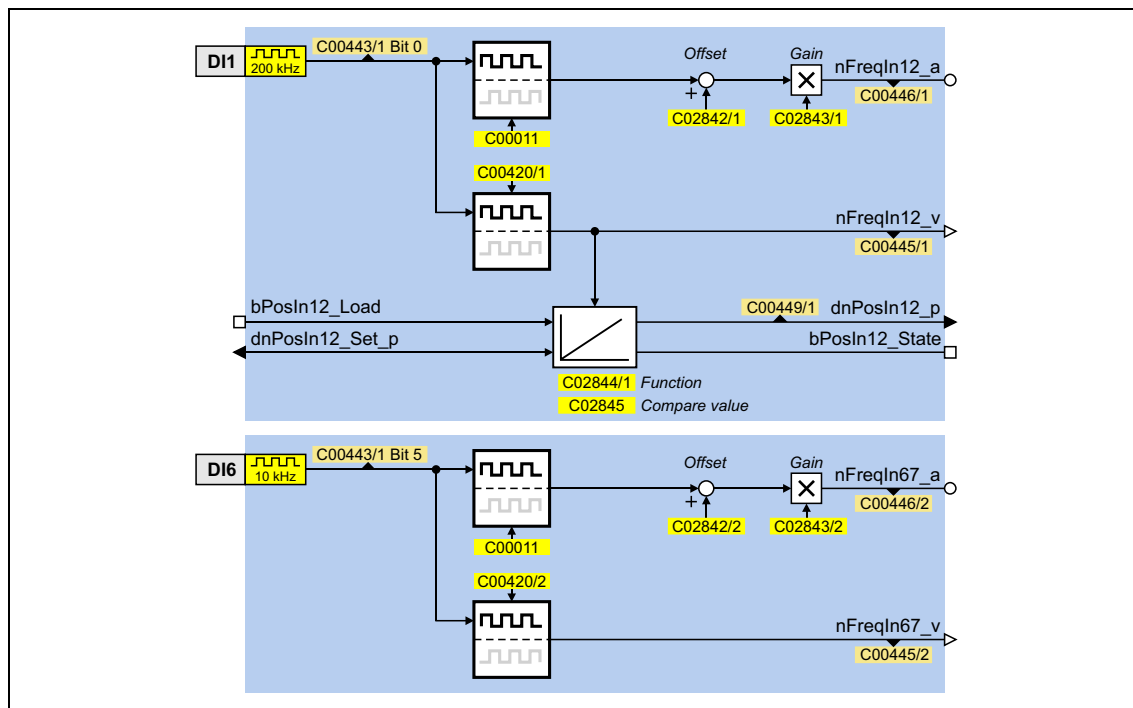 DI1
200 kHz
C00443/1 Bit 0
Offset
Gain
nFreqIn12_a
+
C00446/1
C02842/1
C02843/1
C00011
C00420/1
nFreqIn12_v
C00445/1
bPosIn12_Load
C00449/1
dnPosIn12_p
dnPosIn12_Set_p
bPosIn12_State
C02844/1 Function
C02845 Compare value
DI6
10 kHz
C00443/1 Bit 5
Offset
Gain
nFreqIn67_a
+
C00446/2
C02842/2
C02843/2
C00011
C00420/2
nFreqIn67_v
C00445/2